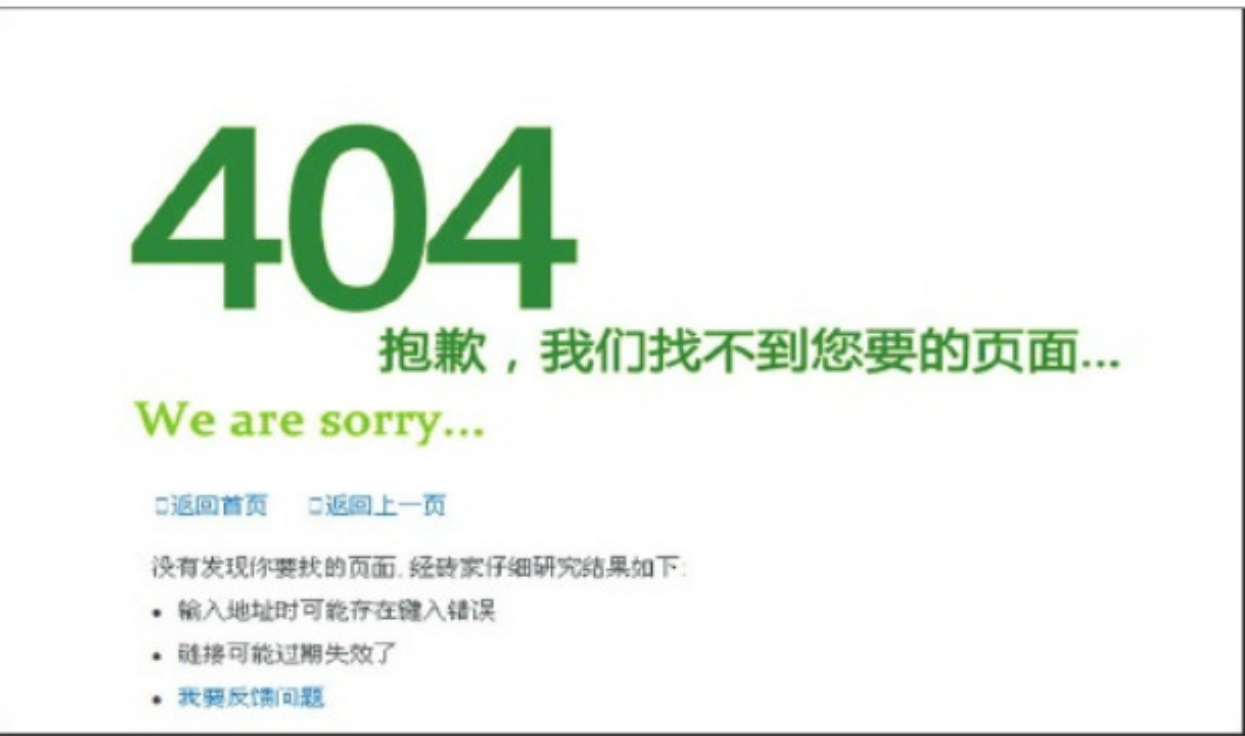 404
抱歉，我们找不到您要的页面...
We are sorry...
□返回首页 □返回上一页
没有发现你要找的页面, 经砖家仔细研究结果如下:
• 输入地址时可能存在键入错误
• 链接可能过期失效了
• 我要反馈问题